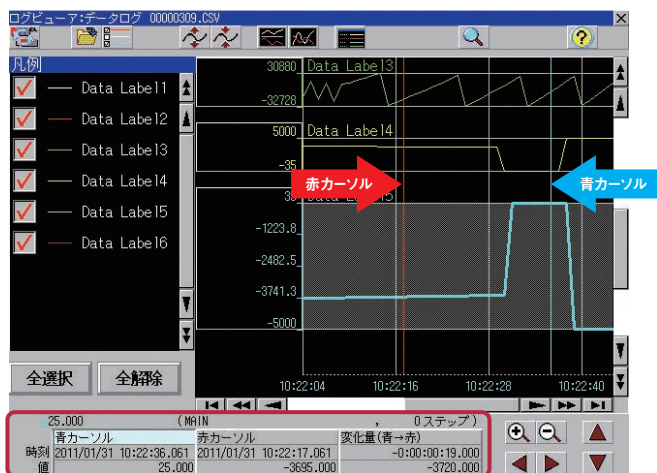 ログビューア:データログ 00000309.CSV
凡例
Data Label1
Data Label2
Data Label3
Data Label4
Data Label5
Data Label6
全選択 全解除
30880 Data Label3
-32728
5000 Data Label4
-35
赤カーソル
青カーソル
-1223.8
-2482.5
-3741.3
-5000
10:22:04 10:22:16 10:22:28 10:22:40
25.000 (MAIN , 0ステップ)
青カーソル 赤カーソル 変化量(青→赤)
時刻 2011/01/31 10:22:36.061 2011/01/31 10:22:17.061 -0:00:00:19.000
値 25.000 -3695.000 -3720.000